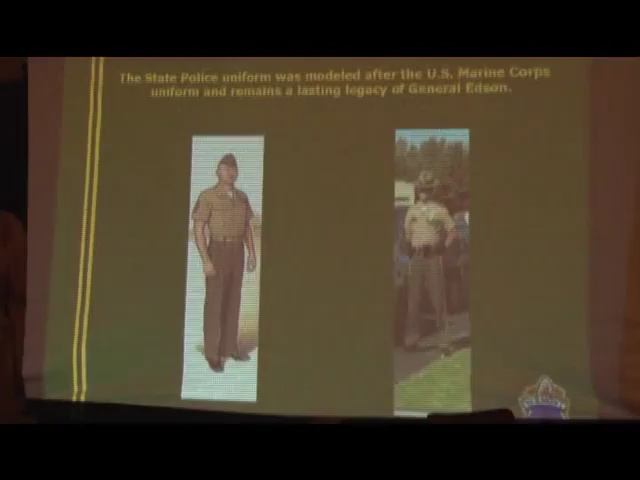 The State Police uniform was modeled after the U.S. Marine Corps
uniform and remains a lasting legacy of General Edson.